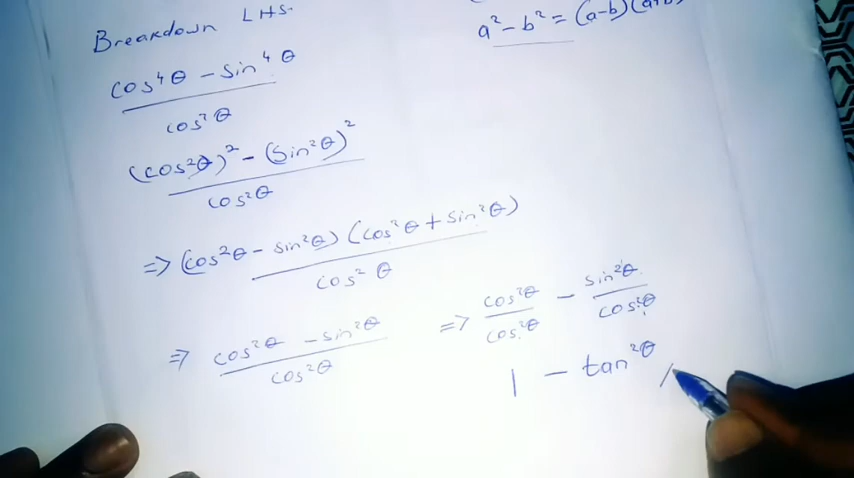 Breakdown LHS.
a² - b² = (a-b)(a+b)
cos⁴θ - sin⁴θ
cos²θ
(cos²θ)² - (sin²θ)²
cos²θ
=> (cos²θ - sin²θ) (cos²θ + sin²θ)
cos²θ
=> cos²θ - sin²θ
cos²θ
=> cos²θ/cos²θ - sin²θ/cos²θ
1 - tan²θ